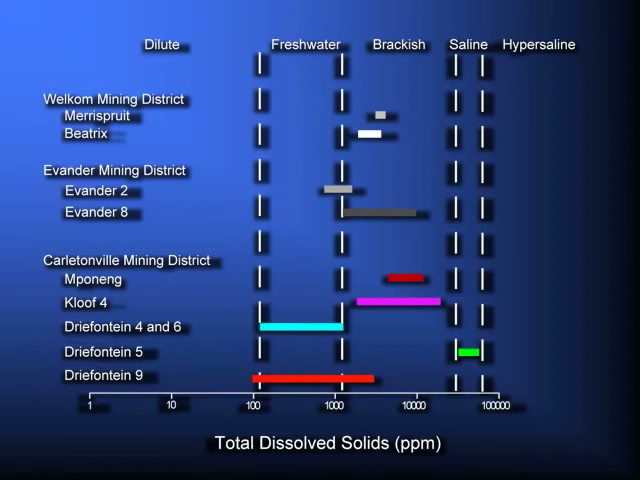 Dilute Freshwater Brackish Saline Hypersaline
Welkom Mining District
Merrispruit
Beatrix
Evander Mining District
Evander 2
Evander 8
Carletonville Mining District
Mponeng
Kloof 4
Driefontein 4 and 6
Driefontein 5
Driefontein 9
1 10 100 1000 10000 100000
Total Dissolved Solids (ppm)